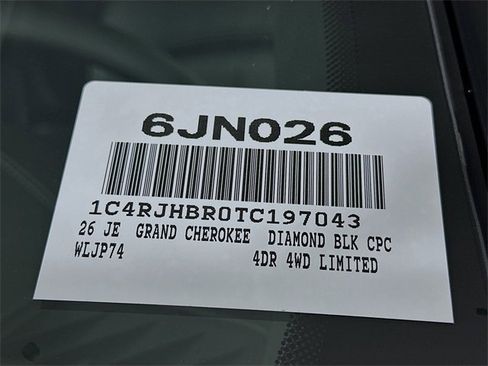 6JN026
1C4RJHBR0TC197043
26 JE GRAND CHEROKEE DIAMOND BLK CPC
WLJP74 4DR 4WD LIMITED